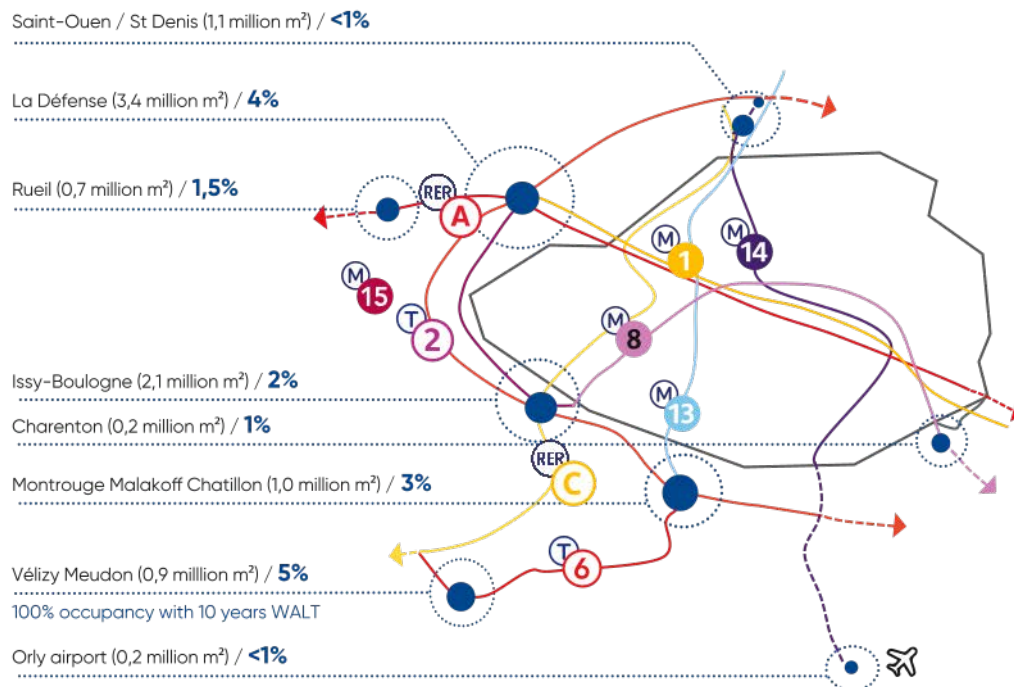 Saint-Ouen / St Denis (1,1 million m²) / <1%
La Défense (3,4 million m²) / 4%
Rueil (0,7 million m²) / 1,5%
RER
A
M
1
M
14
M
15
T
2
M
8
Issy-Boulogne (2,1 million m²) / 2%
M
13
Charenton (0,2 million m²) / 1%
RER
C
Montrouge Malakoff Chatillon (1,0 million m²) / 3%
T
6
Vélizy Meudon (0,9 milllion m²) / 5%
100% occupancy with 10 years WALT
Orly airport (0,2 million m²) / <1%